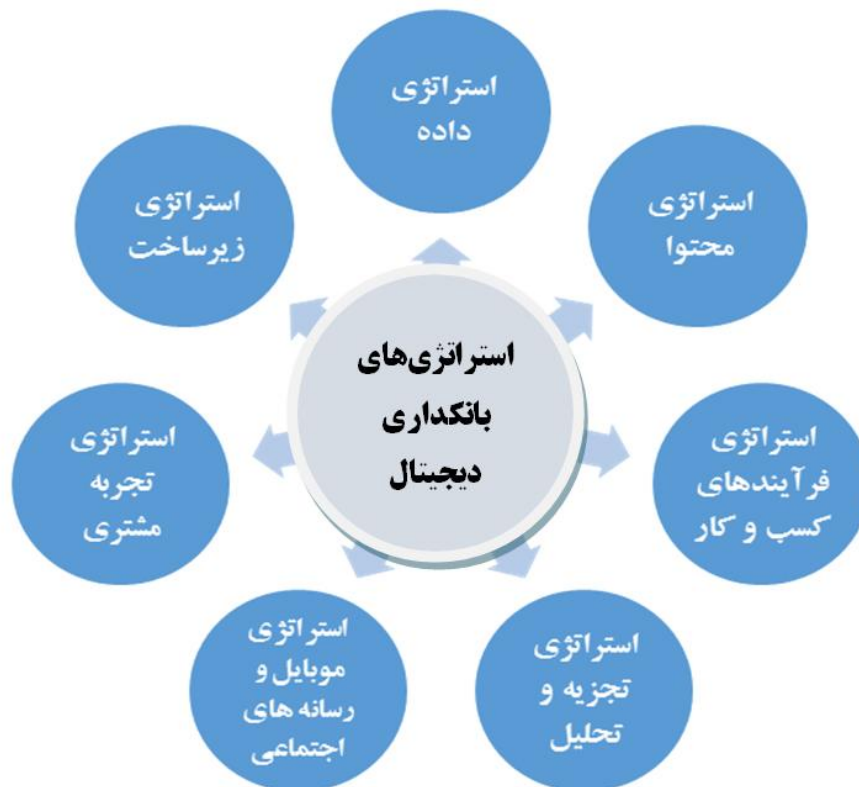 استراتژی
داده
استراتژی
محتوا
استراتژی
فرآیندهای
کسب و کار
استراتژی
تجزیه و
تحلیل
استراتژی
موبایل و
رسانه های
اجتماعی
استراتژی
تجربه
مشتری
استراتژی
زیرساخت
استراتژی‌های
بانکداری
دیجیتال